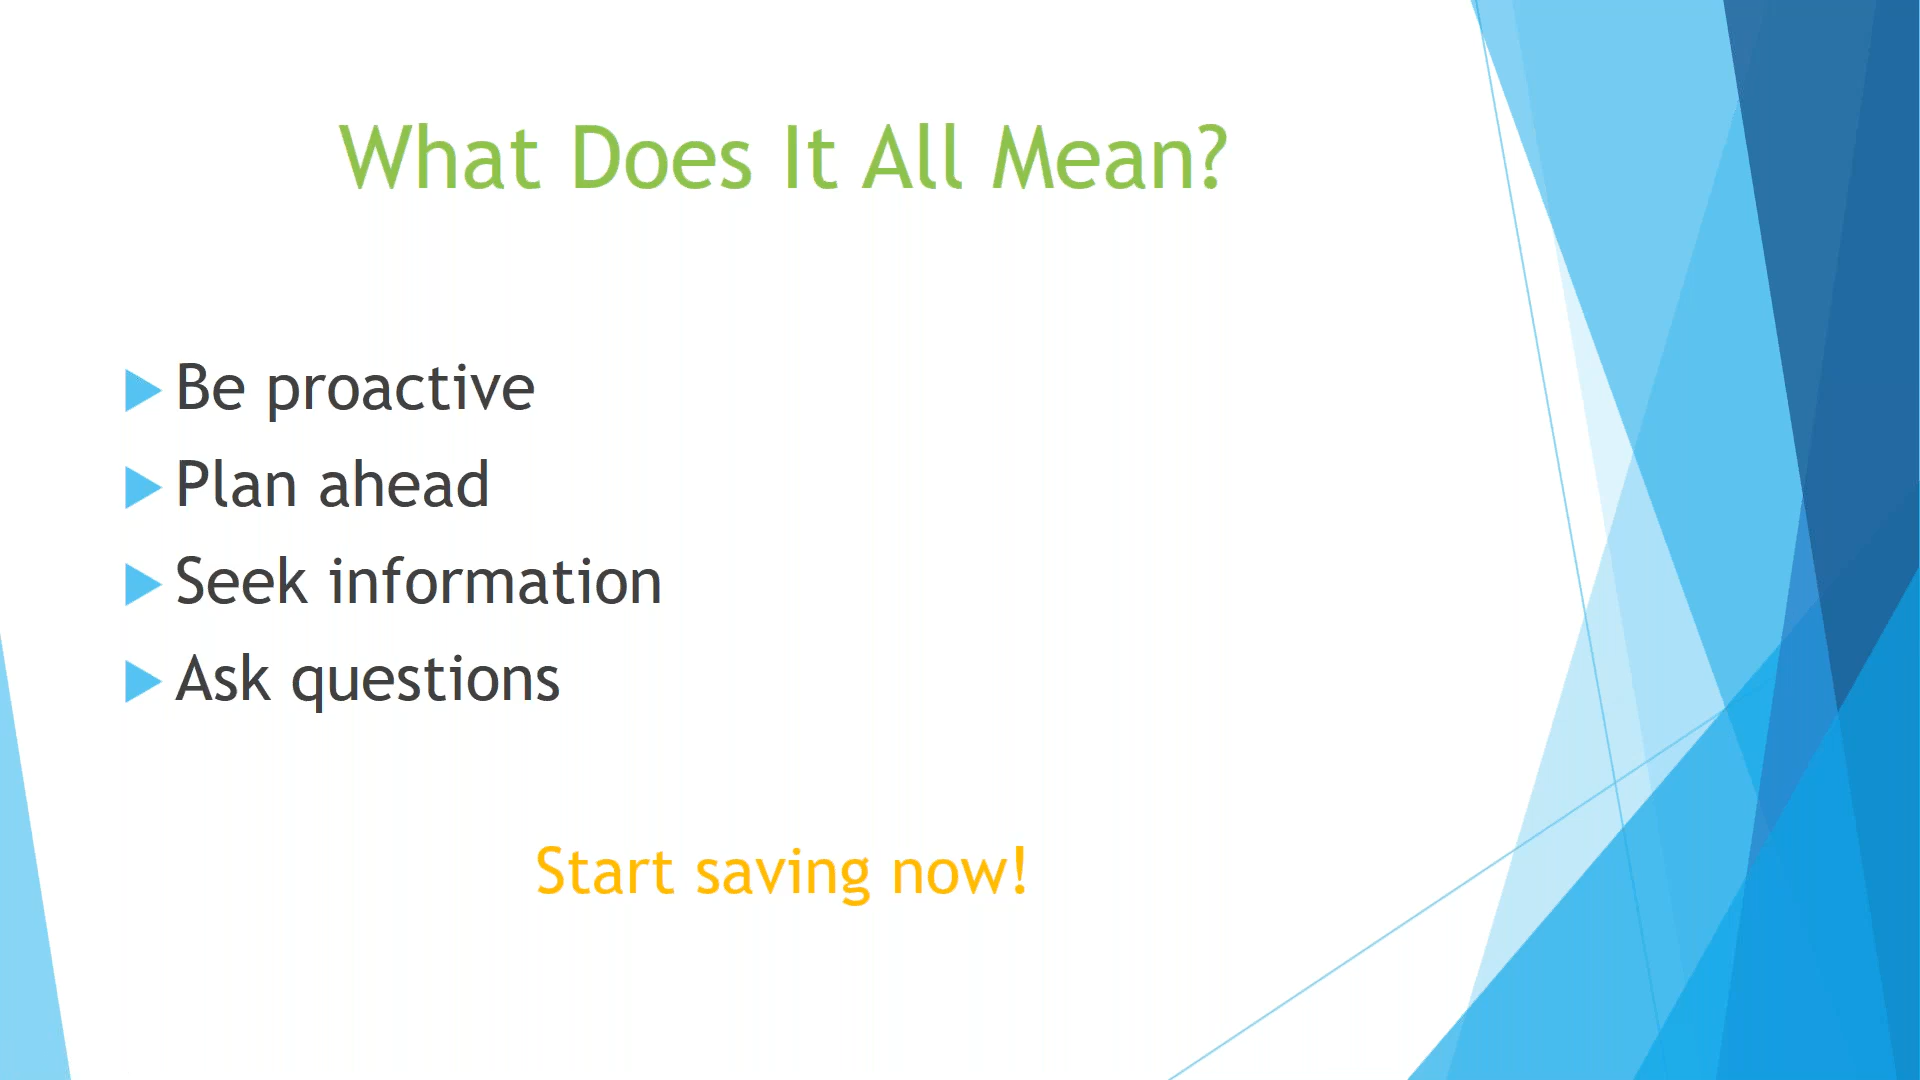 What Does It All Mean?
Be proactive
Plan ahead
Seek information
Ask questions
Start saving now!